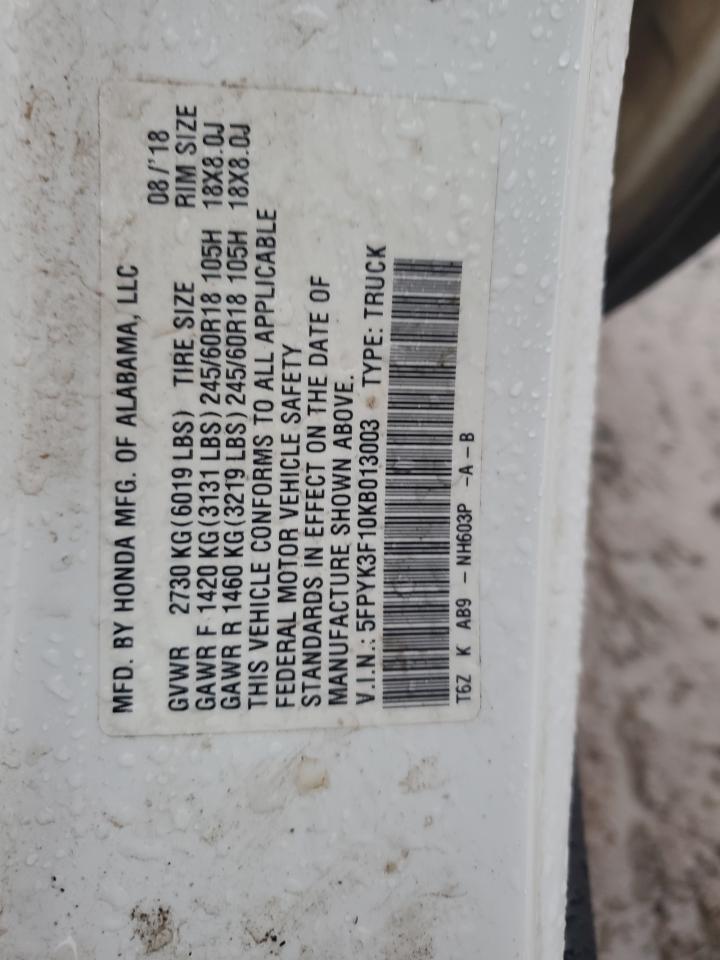 MFD. BY HONDA MFG. OF ALABAMA, LLC
08/'18
GVWR 2730 KG(6019 LBS) TIRE SIZE RIM SIZE
GAWR F 1420 KG(3131 LBS)245/60R18 105H 18X8.0J
GAWR R 1460 KG(3219 LBS)245/60R18 105H 18X8.0J
THIS VEHICLE CONFORMS TO ALL APPLICABLE
FEDERAL MOTOR VEHICLE SAFETY
STANDARDS IN EFFECT ON THE DATE OF
MANUFACTURE SHOWN ABOVE.
V.I.N.: 5FPYK3F10KB013003 TYPE: TRUCK
T6Z K AB9 -NH603P -A-B